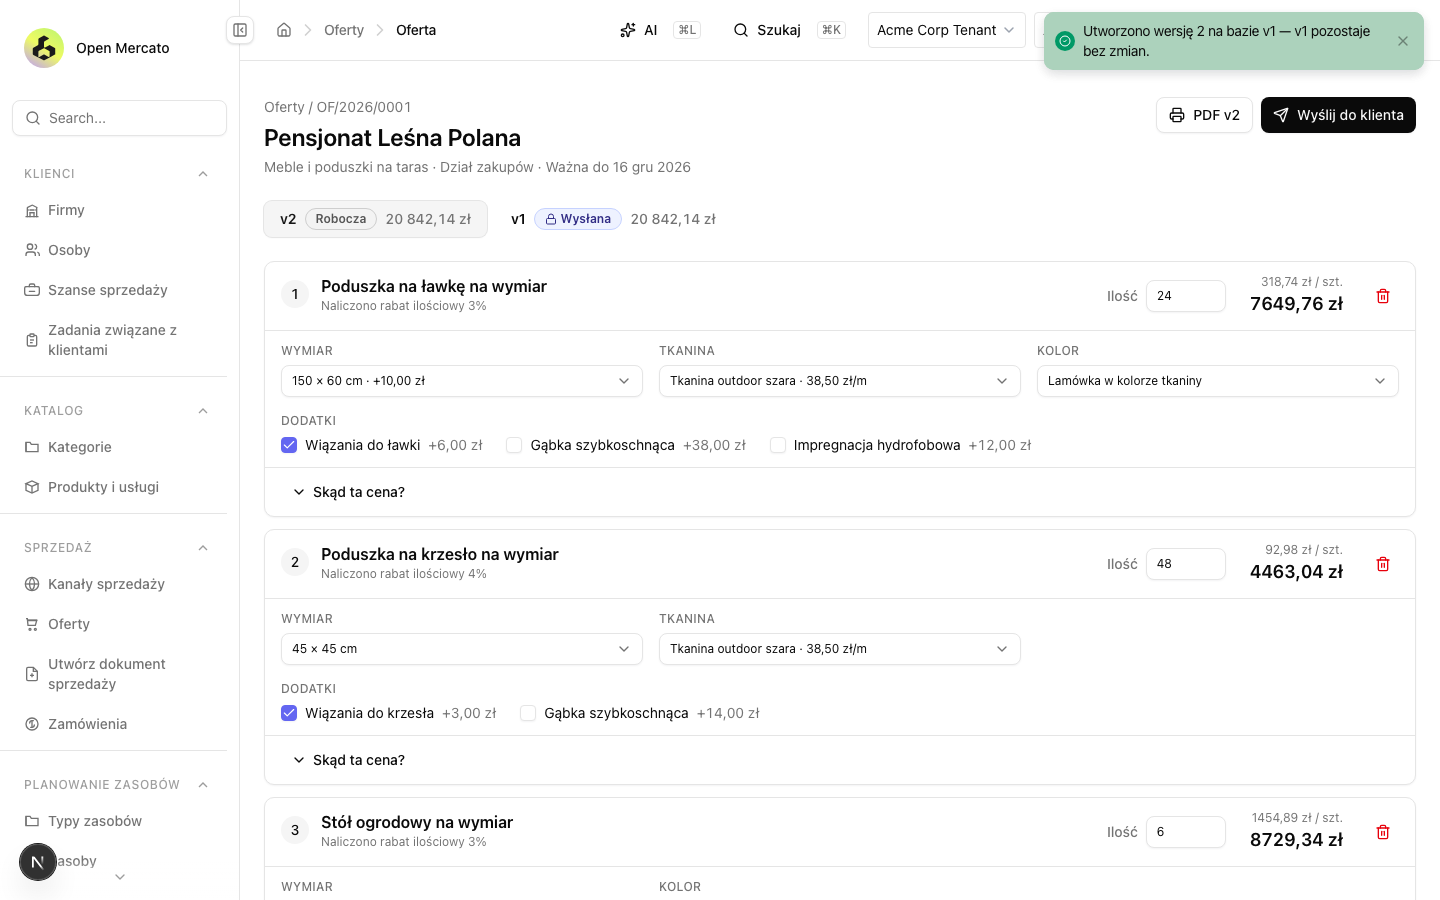 Open Mercato
Search...
KLIENCI
Firmy
Osoby
Szanse sprzedaży
Zadania związane z
klientami
KATALOG
Kategorie
Produkty i usługi
SPRZEDAŻ
Kanały sprzedaży
Oferty
Utwórz dokument
sprzedaży
Zamówienia
PLANOWANIE ZASOBÓW
Typy zasobów
N
Oferty
Oferta
AI ⌘L
Szukaj ⌘K
Acme Corp Tenant
Utworzono wersję 2 na bazie v1 — v1 pozostaje
bez zmian.
Oferty / OF/2026/0001
Pensjonat Leśna Polana
Meble i poduszki na taras · Dział zakupów · Ważna do 16 gru 2026
PDF v2
Wyślij do klienta
v2 Robocza 20 842,14 zł
v1 Wysłana 20 842,14 zł
1
Poduszka na ławkę na wymiar
Naliczono rabat ilościowy 3%
Ilość 24
318,74 zł / szt.
7649,76 zł
WYMIAR
150 × 60 cm · +10,00 zł
TKANINA
Tkanina outdoor szara · 38,50 zł/m
KOLOR
Lamówka w kolorze tkaniny
DODATKI
Wiązania do ławki +6,00 zł
Gąbka szybkoschnąca +38,00 zł
Impregnacja hydrofobowa +12,00 zł
Skąd ta cena?
2
Poduszka na krzesło na wymiar
Naliczono rabat ilościowy 4%
Ilość 48
92,98 zł / szt.
4463,04 zł
WYMIAR
45 × 45 cm
TKANINA
Tkanina outdoor szara · 38,50 zł/m
DODATKI
Wiązania do krzesła +3,00 zł
Gąbka szybkoschnąca +14,00 zł
Skąd ta cena?
3
Stół ogrodowy na wymiar
Naliczono rabat ilościowy 3%
Ilość 6
1454,89 zł / szt.
8729,34 zł
WYMIAR
KOLOR